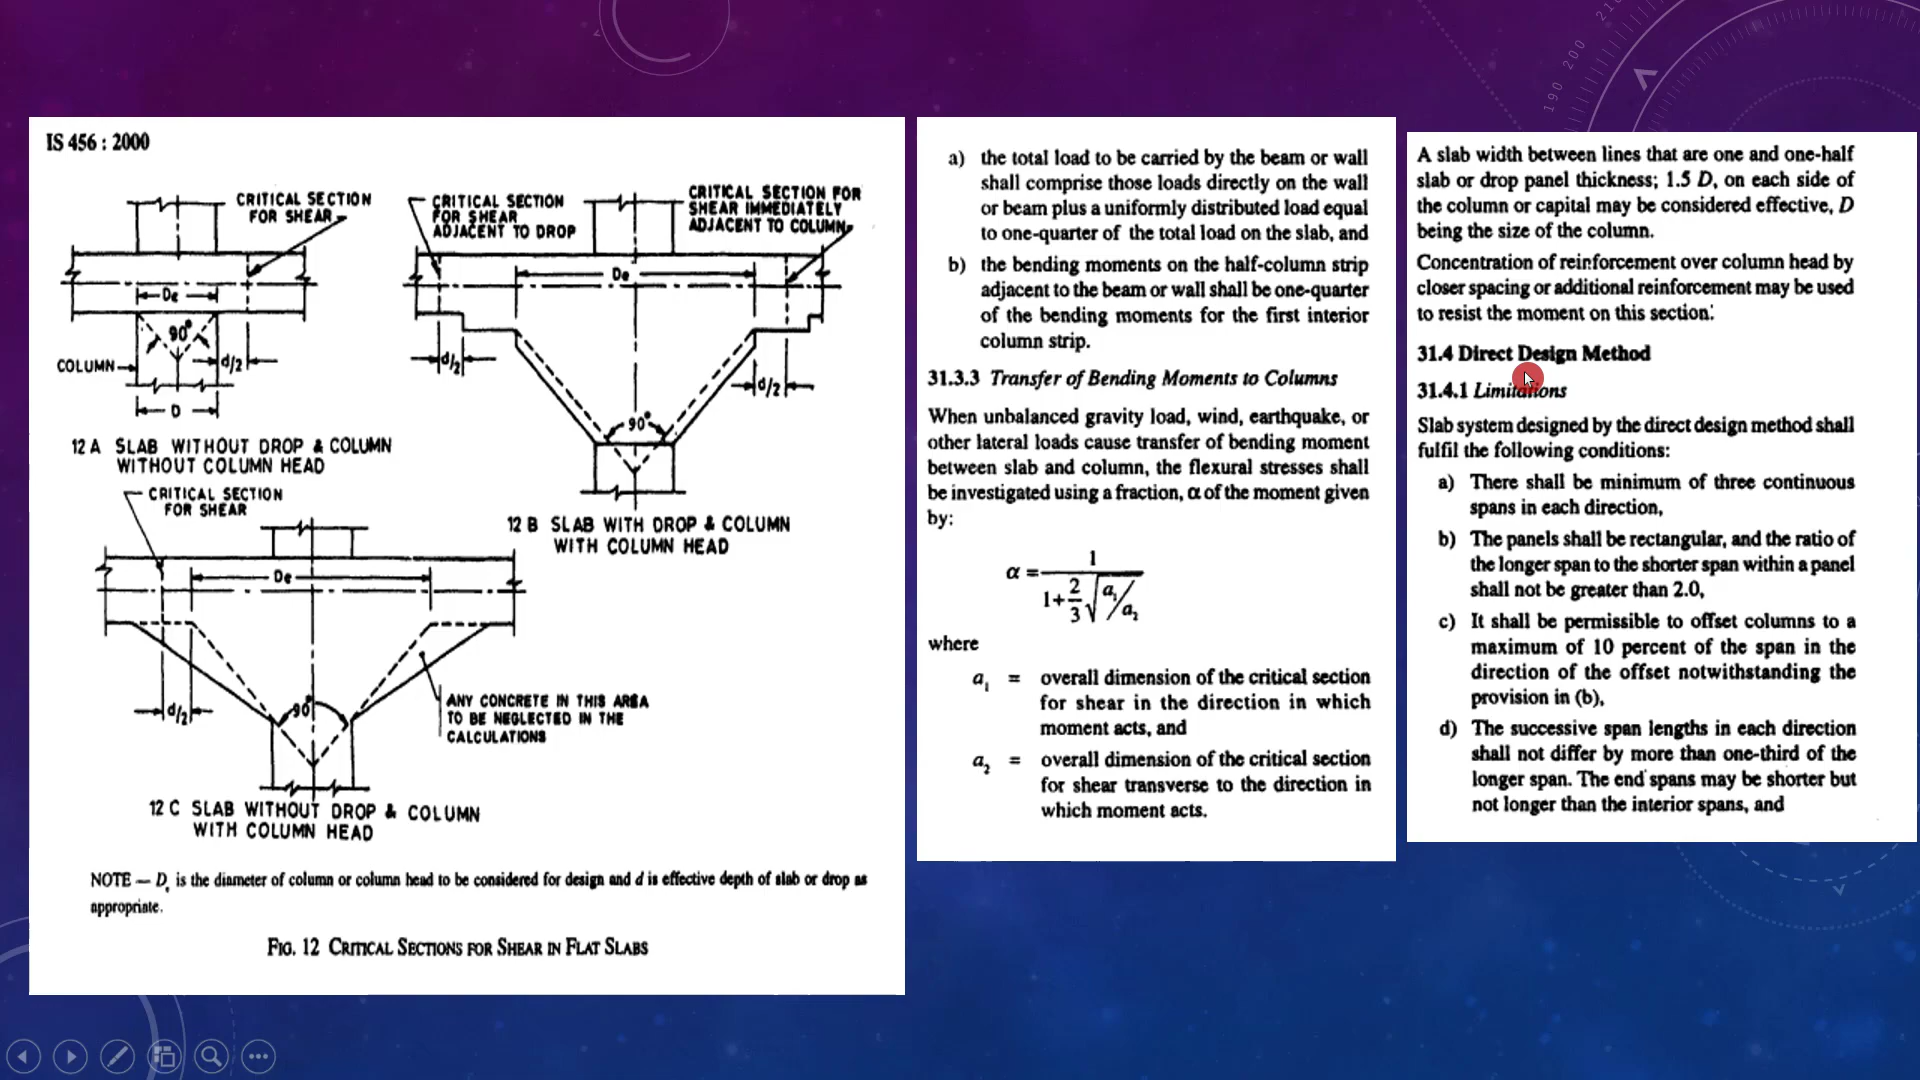 IS 456 : 2000
CRITICAL SECTION
FOR SHEAR
De
90°
d/2
COLUMN
D
12 A SLAB WITHOUT DROP & COLUMN
WITHOUT COLUMN HEAD
CRITICAL SECTION
FOR SHEAR
ADJACENT TO DROP
CRITICAL SECTION FOR
SHEAR IMMEDIATELY
ADJACENT TO COLUMN
De
d/2
d/2
90°
12 B SLAB WITH DROP & COLUMN
WITH COLUMN HEAD
CRITICAL SECTION
FOR SHEAR
De
90°
d/2
ANY CONCRETE IN THIS AREA
TO BE NEGLECTED IN THE
CALCULATIONS
12 C SLAB WITHOUT DROP & COLUMN
WITH COLUMN HEAD
NOTE — D is the diameter of column or column head to be considered for design and d is effective depth of slab or drop as
appropriate.
FIG. 12 CRITICAL SECTIONS FOR SHEAR IN FLAT SLABS
a) the total load to be carried by the beam or wall
shall comprise those loads directly on the wall
or beam plus a uniformly distributed load equal
to one-quarter of the total load on the slab, and
b) the bending moments on the half-column strip
adjacent to the beam or wall shall be one-quarter
of the bending moments for the first interior
column strip.
31.3.3 Transfer of Bending Moments to Columns
When unbalanced gravity load, wind, earthquake, or
other lateral loads cause transfer of bending moment
between slab and column, the flexural stresses shall
be investigated using a fraction, α of the moment given
by:
α = 1 / (1 + 2/3 √(a₁/a₂))
where
a₁ = overall dimension of the critical section
for shear in the direction in which
moment acts, and
a₂ = overall dimension of the critical section
for shear transverse to the direction in
which moment acts.
A slab width between lines that are one and one-half
slab or drop panel thickness; 1.5 D, on each side of
the column or capital may be considered effective, D
being the size of the column.
Concentration of reinforcement over column head by
closer spacing or additional reinforcement may be used
to resist the moment on this section.
31.4 Direct Design Method
31.4.1 Limitations
Slab system designed by the direct design method shall
fulfil the following conditions:
a) There shall be minimum of three continuous
spans in each direction,
b) The panels shall be rectangular, and the ratio of
the longer span to the shorter span within a panel
shall not be greater than 2.0,
c) It shall be permissible to offset columns to a
maximum of 10 percent of the span in the
direction of the offset notwithstanding the
provision in (b),
d) The successive span lengths in each direction
shall not differ by more than one-third of the
longer span. The end spans may be shorter but
not longer than the interior spans, and
190 200